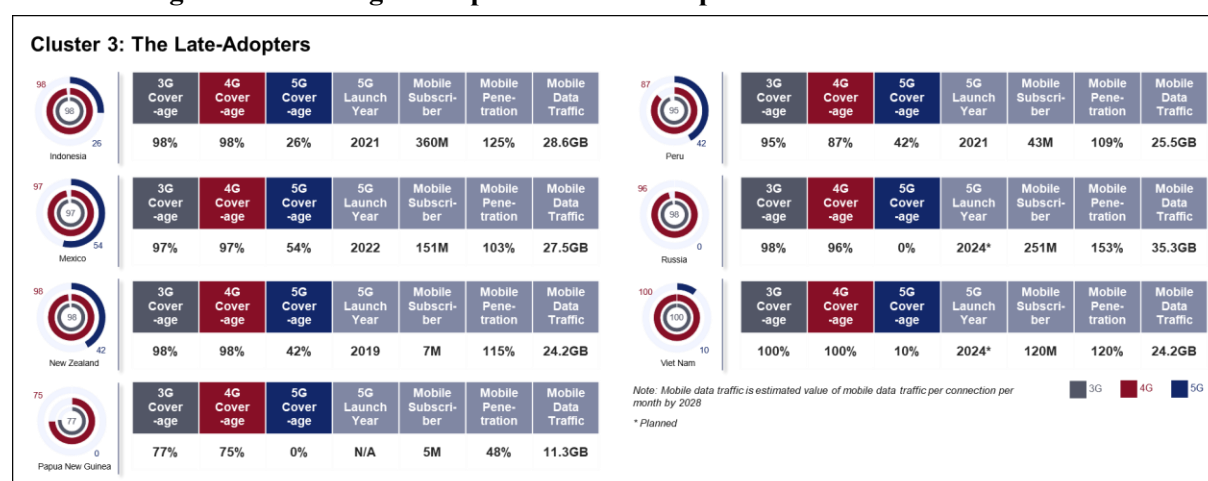 Cluster 3: The Late-Adopters
98
98
26
Indonesia
3G Cover-age 4G Cover-age 5G Cover-age 5G Launch Year Mobile Subscri-ber Mobile Pene-tration Mobile Data Traffic
98% 98% 26% 2021 360M 125% 28.6GB
97
97
54
Mexico
3G Cover-age 4G Cover-age 5G Cover-age 5G Launch Year Mobile Subscri-ber Mobile Pene-tration Mobile Data Traffic
97% 97% 54% 2022 151M 103% 27.5GB
98
98
42
New Zealand
3G Cover-age 4G Cover-age 5G Cover-age 5G Launch Year Mobile Subscri-ber Mobile Pene-tration Mobile Data Traffic
98% 98% 42% 2019 7M 115% 24.2GB
75
77
0
Papua New Guinea
3G Cover-age 4G Cover-age 5G Cover-age 5G Launch Year Mobile Subscri-ber Mobile Pene-tration Mobile Data Traffic
77% 75% 0% N/A 5M 48% 11.3GB
87
95
42
Peru
3G Cover-age 4G Cover-age 5G Cover-age 5G Launch Year Mobile Subscri-ber Mobile Pene-tration Mobile Data Traffic
95% 87% 42% 2021 43M 109% 25.5GB
96
98
0
Russia
3G Cover-age 4G Cover-age 5G Cover-age 5G Launch Year Mobile Subscri-ber Mobile Pene-tration Mobile Data Traffic
98% 96% 0% 2024* 251M 153% 35.3GB
100
100
10
Viet Nam
3G Cover-age 4G Cover-age 5G Cover-age 5G Launch Year Mobile Subscri-ber Mobile Pene-tration Mobile Data Traffic
100% 100% 10% 2024* 120M 120% 24.2GB
Note: Mobile data traffic is estimated value of mobile data traffic per connection per
month by 2028
* Planned
3G 4G 5G